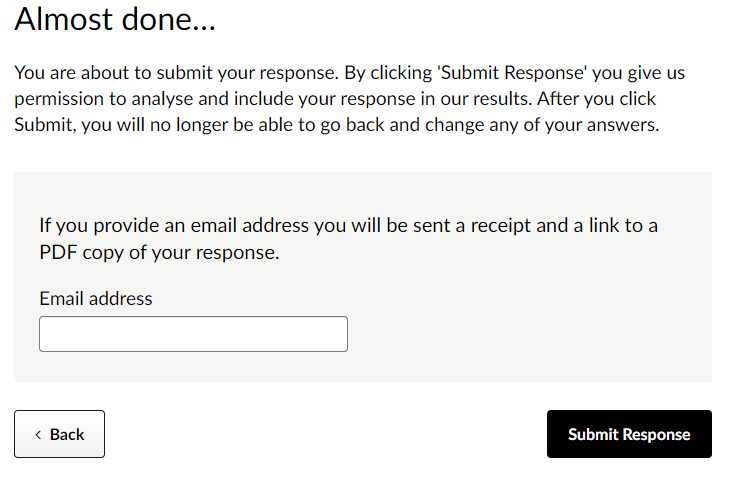 Almost done...
You are about to submit your response. By clicking 'Submit Response' you give us
permission to analyse and include your response in our results. After you click
Submit, you will no longer be able to go back and change any of your answers.
If you provide an email address you will be sent a receipt and a link to a
PDF copy of your response.
Email address
< Back
Submit Response